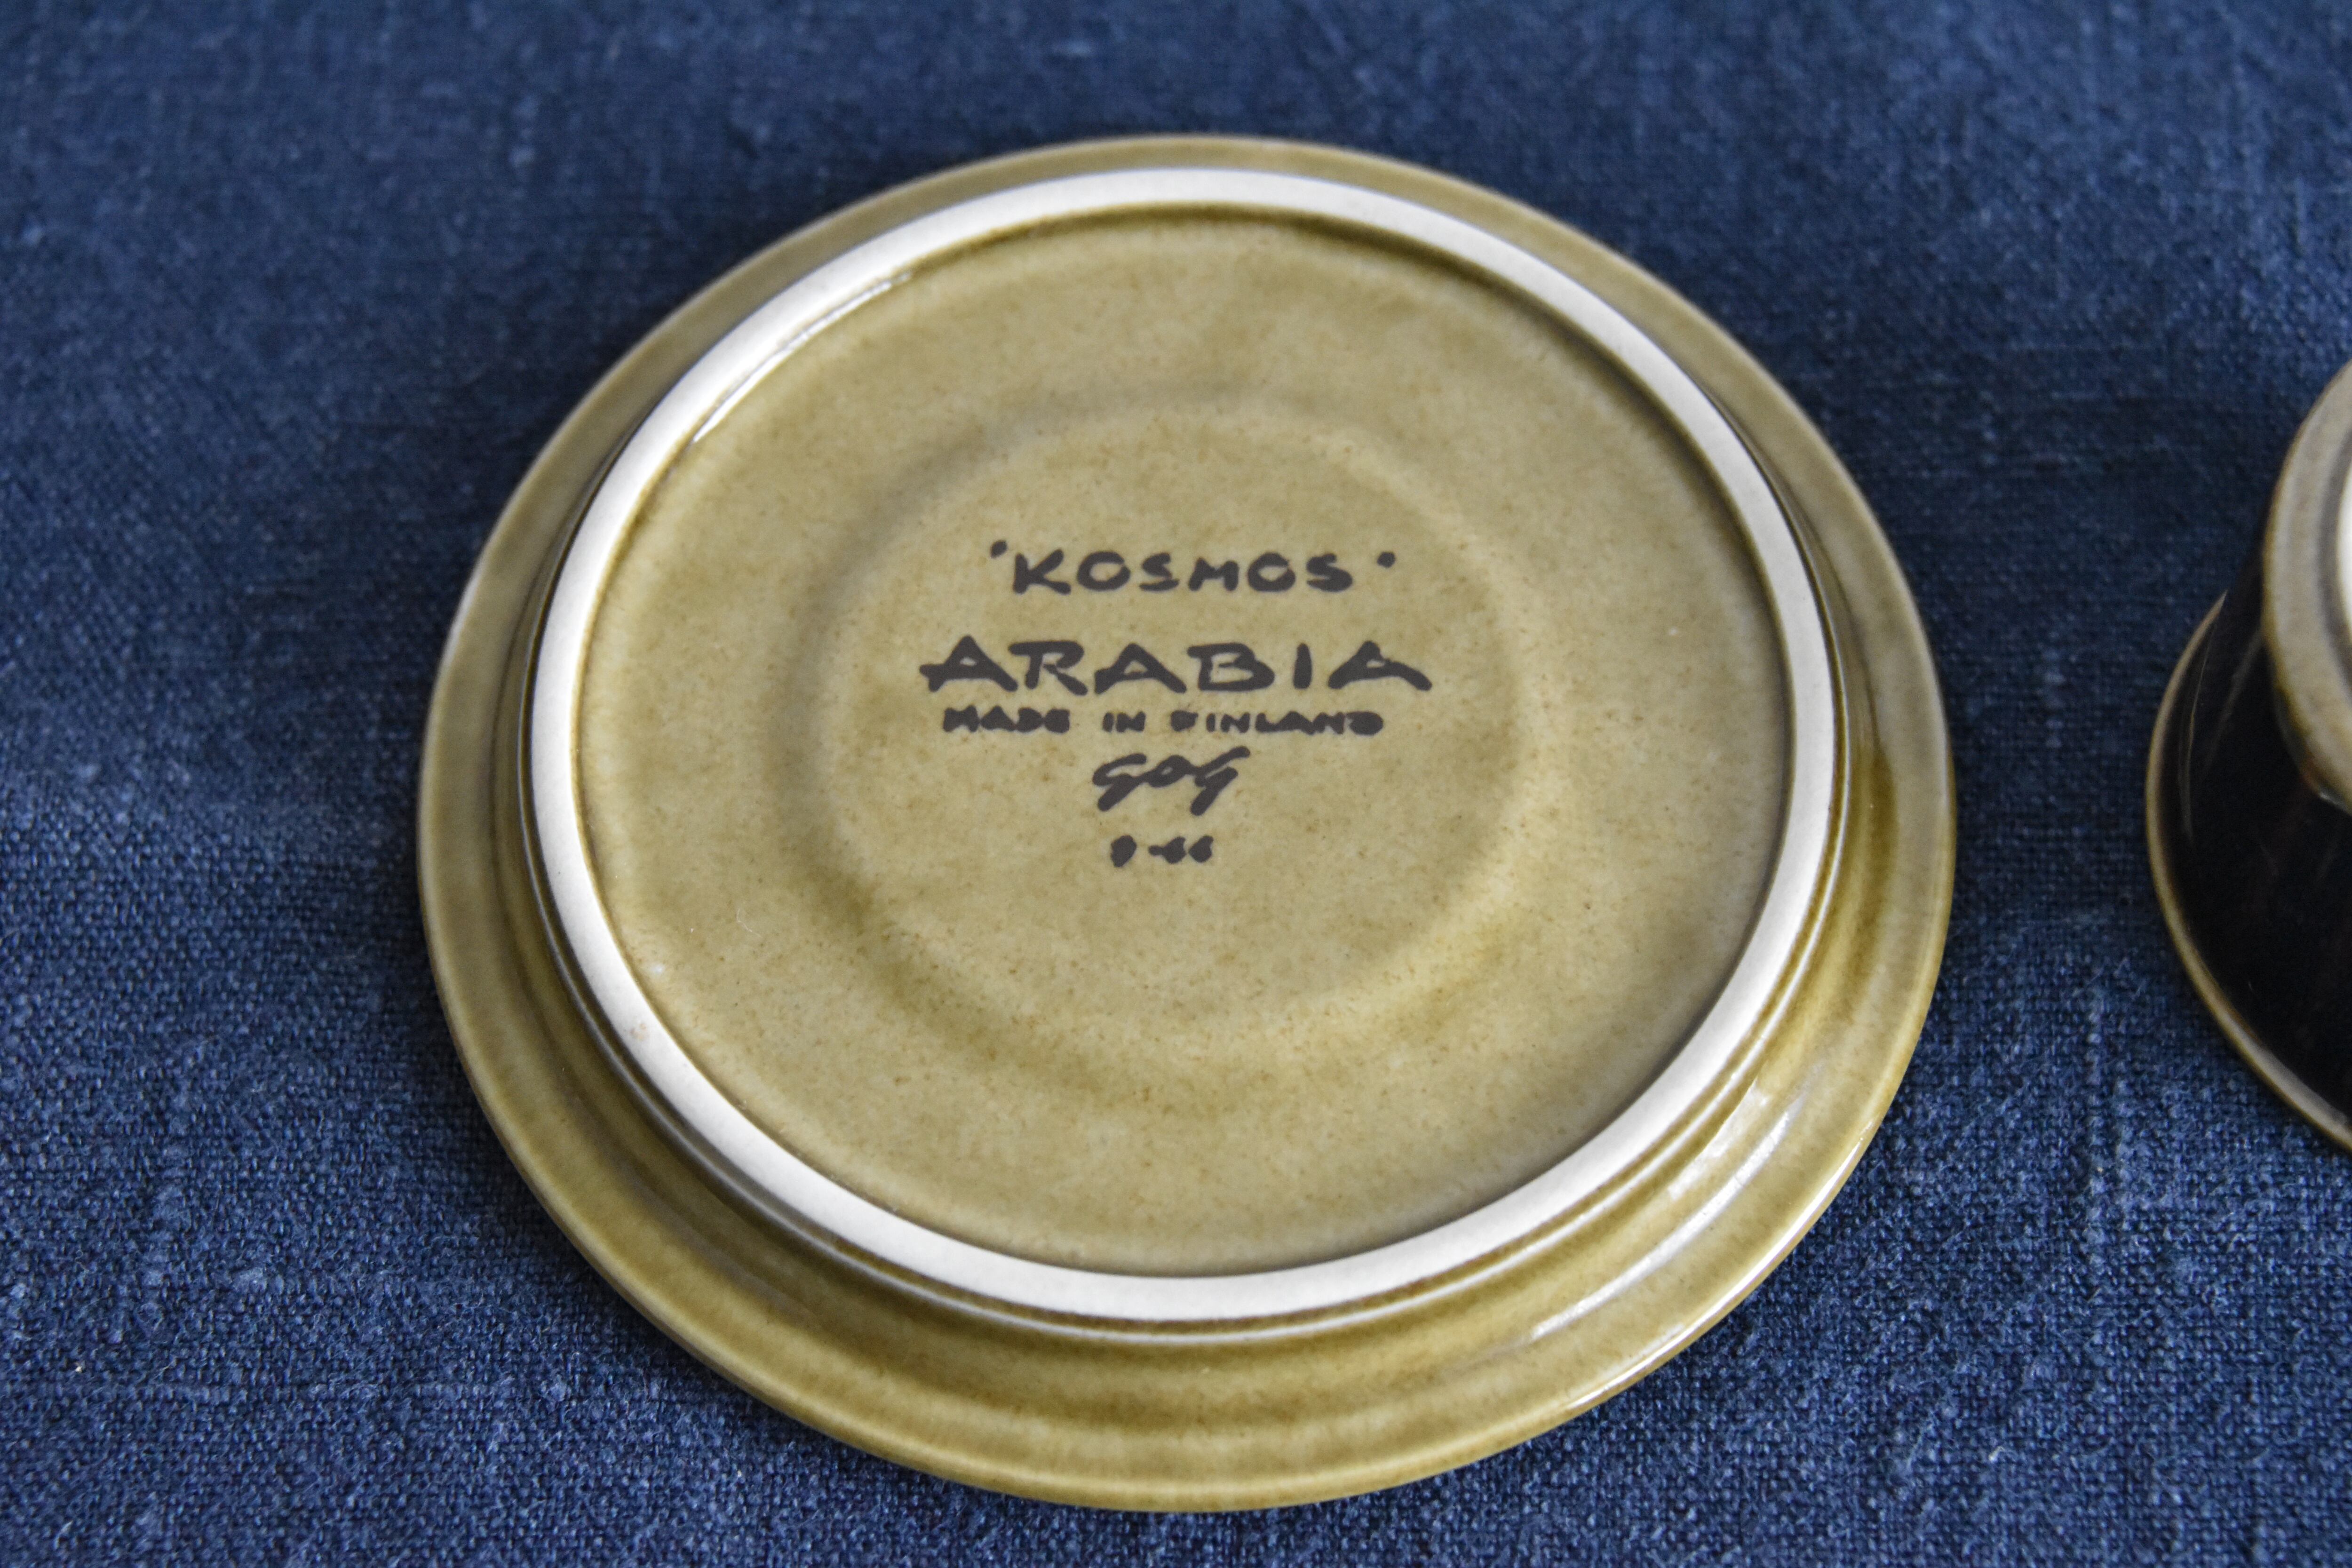 'KOSMOS'
ARABIA
MADE IN FINLAND
GOG
9-66